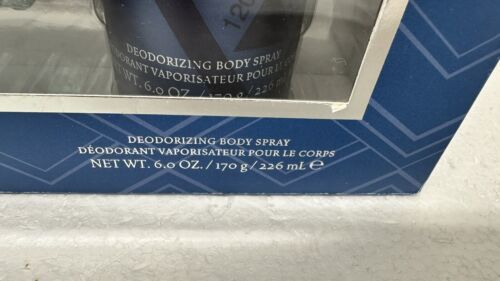 120
DEODORIZING BODY SPRAY
DÉODORANT VAPORISATEUR POUR LE CORPS
NET WT. 6.0 OZ./170 g/226 mL
DEODORIZING BODY SPRAY
DÉODORANT VAPORISATEUR POUR LE CORPS
NET WT. 6.0 OZ./170 g/226 mL ℮